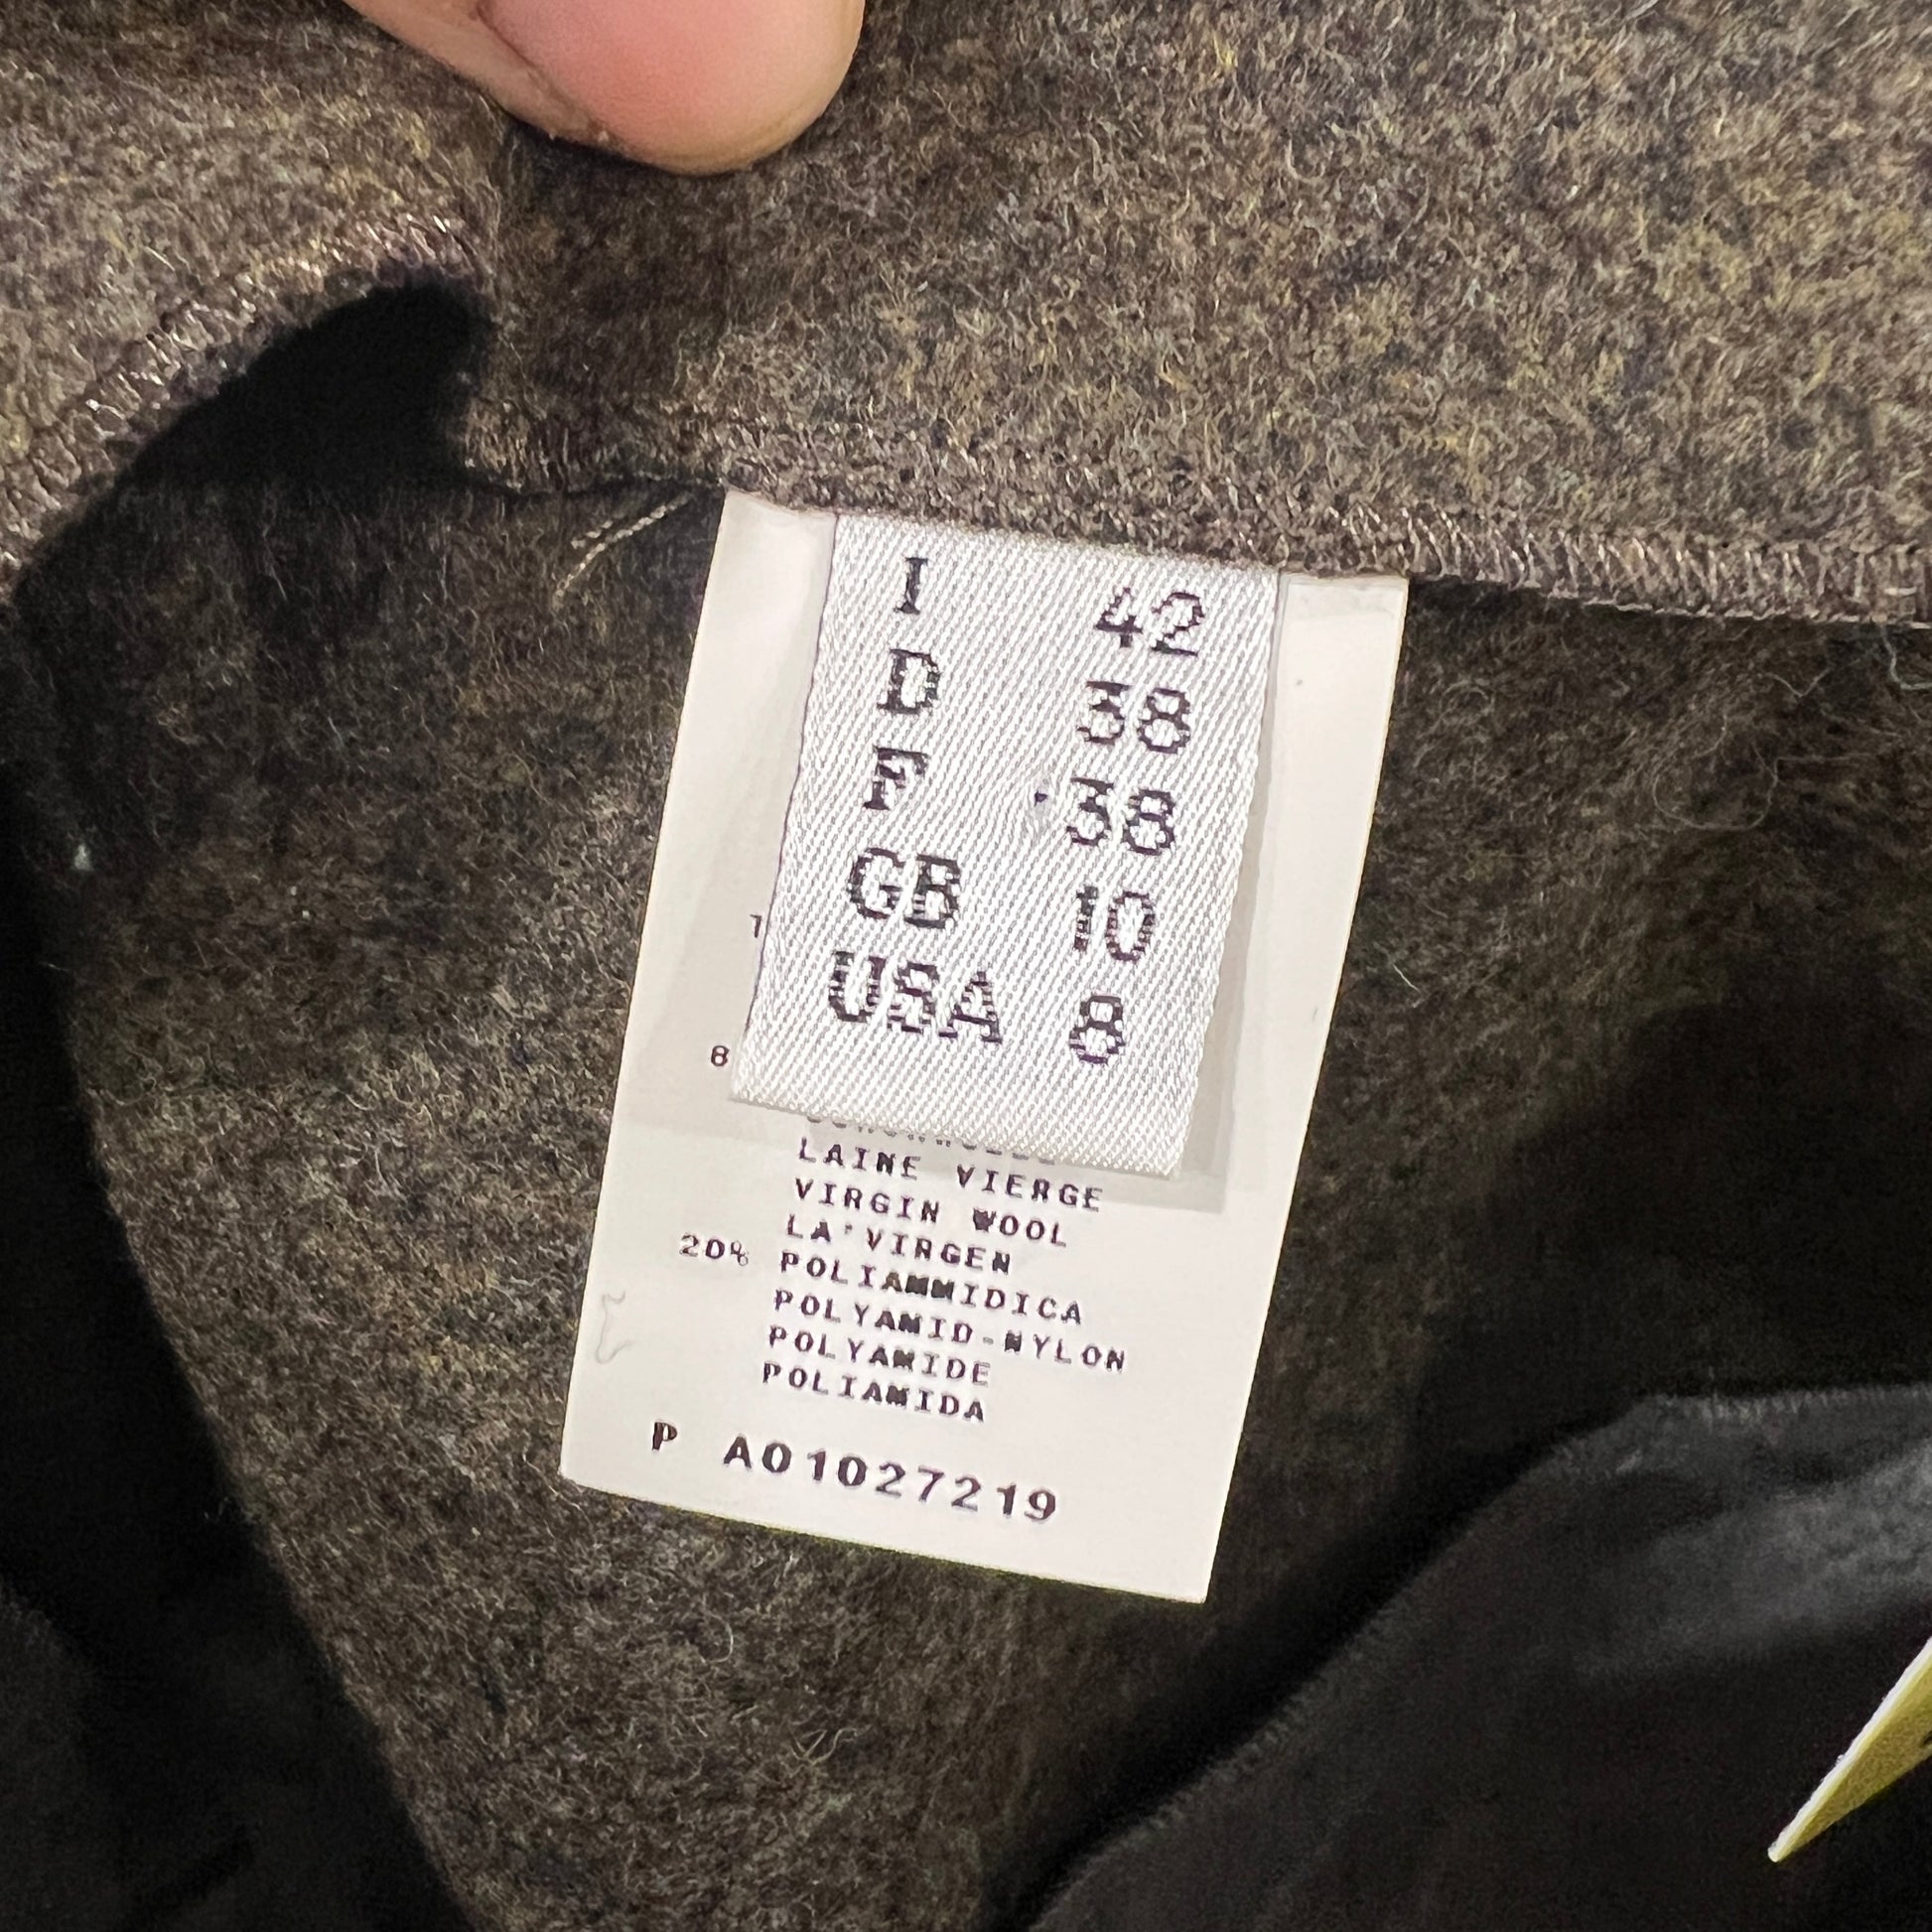 I 42
D 38
F 38
GB 10
USA 8
8
LAINE VIERGE
VIRGIN WOOL
LA'VIRGEN
20% POLIAMMIDICA
POLYAMID-NYLON
POLYAMIDE
POLIAMIDA
P A01027219